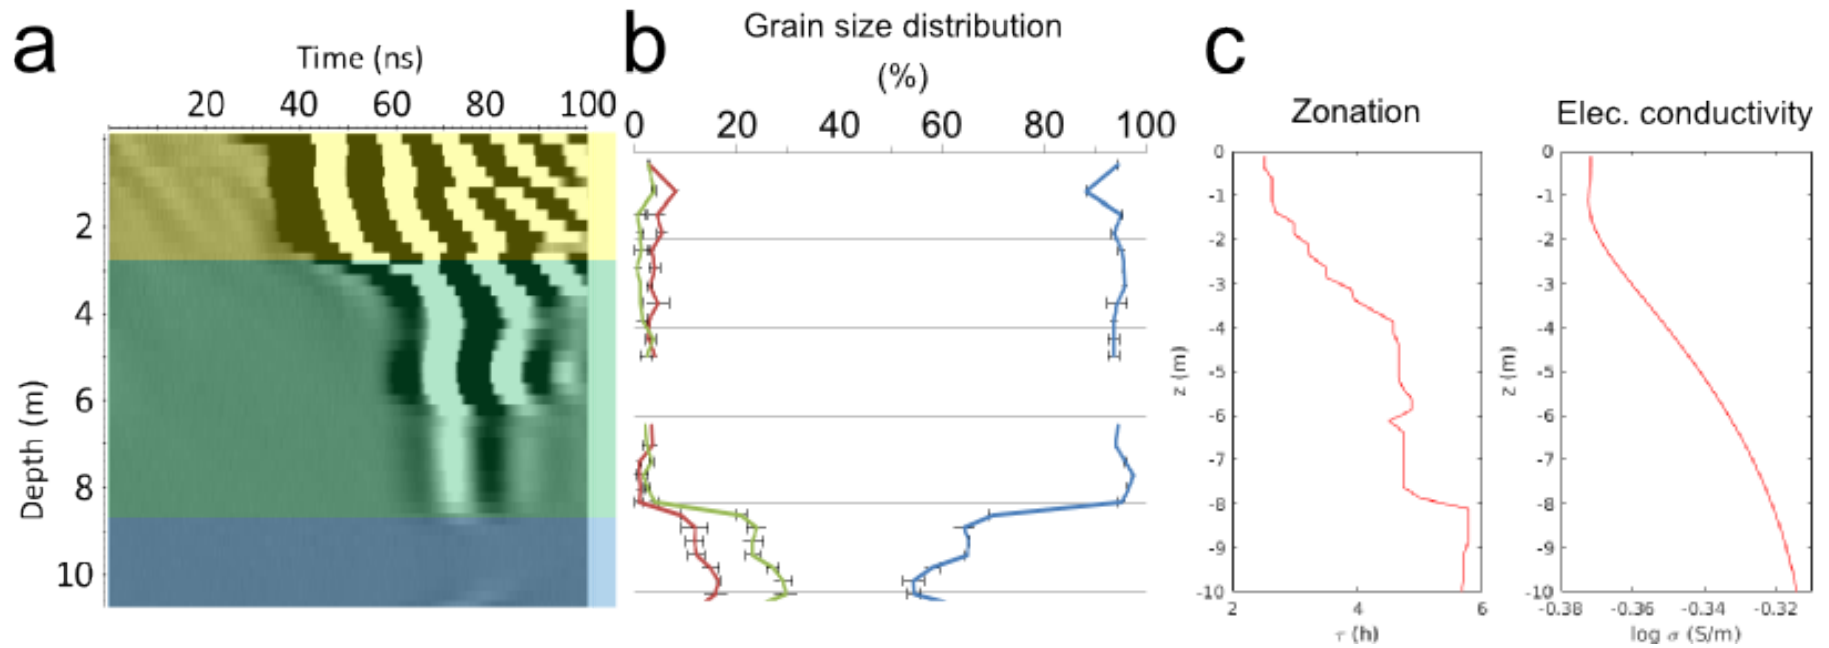 a
Time (ns)
20 40 60 80 100
2
4
6
8
10
Depth (m)
b
Grain size distribution
(%)
0 20 40 60 80 100
c
Zonation
0
-1
-2
-3
-4
-5
-6
-7
-8
-9
-10
z (m)
2 4 6
τ (h)
Elec. conductivity
0
-1
-2
-3
-4
-5
-6
-7
-8
-9
-10
z (m)
-0.38 -0.36 -0.34 -0.32
log σ (S/m)